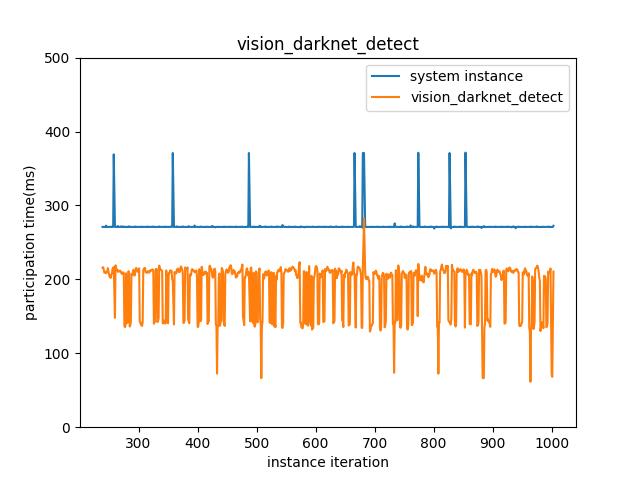 vision_darknet_detect
500
400
300
200
100
0
participation time(ms)
system instance
vision_darknet_detect
300 400 500 600 700 800 900 1000
instance iteration